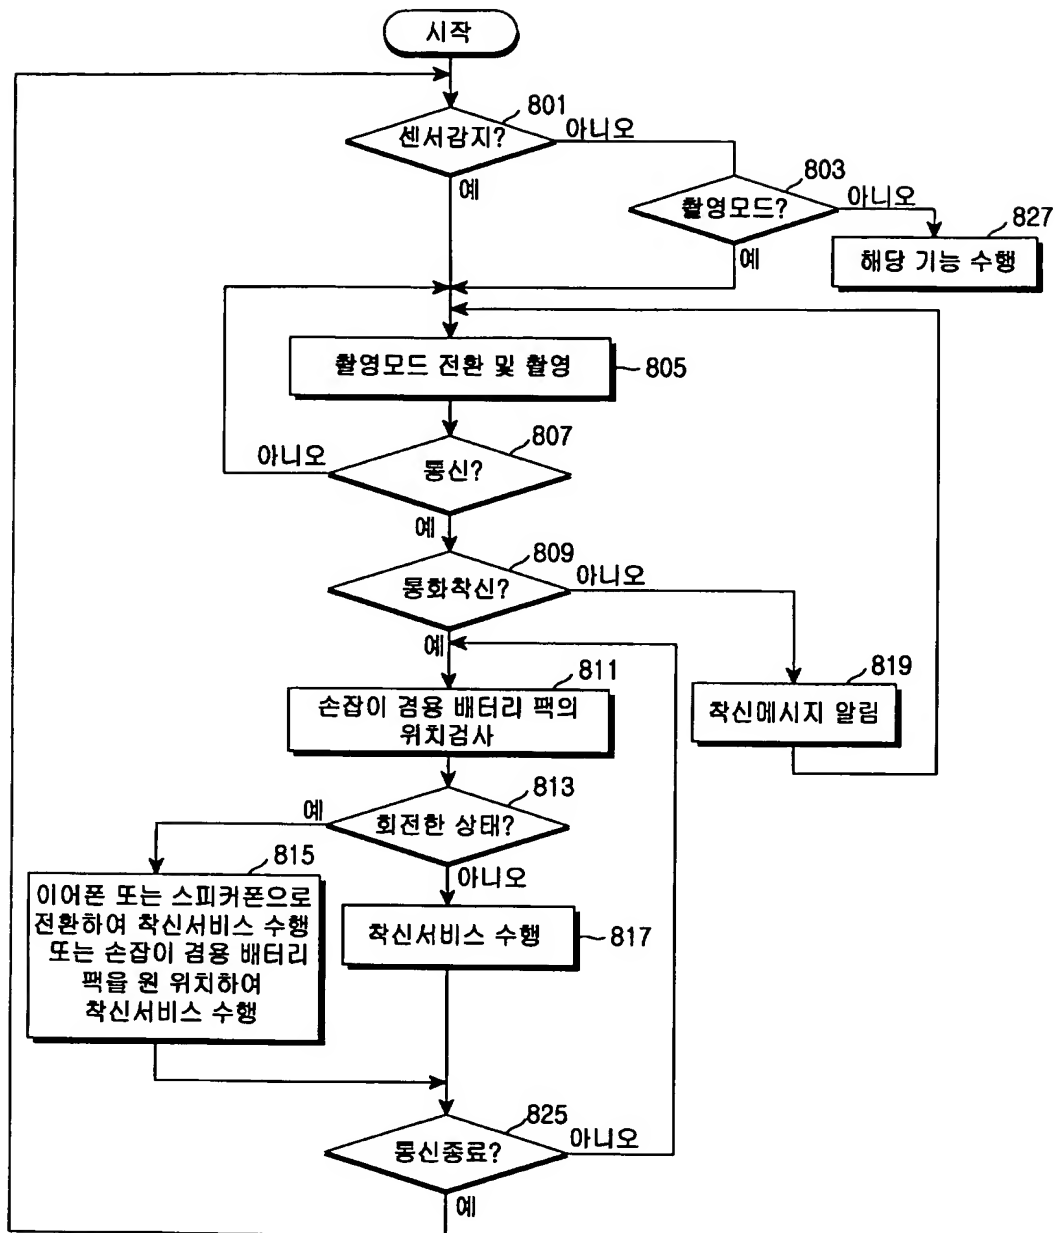 시작
801
센서감지?
아니오
예
803
촬영모드?
아니오
예
827
해당 기능 수행
촬영모드 전환 및 촬영
805
807
통신?
아니오
예
809
통화착신?
아니오
예
811
손잡이 겸용 배터리 팩의
위치검사
819
착신메시지 알림
813
회전한 상태?
예
아니오
815
이어폰 또는 스피커폰으로
전환하여 착신서비스 수행
또는 손잡이 겸용 배터리
팩을 원 위치하여
착신서비스 수행
착신서비스 수행
817
825
통신종료?
아니오
예